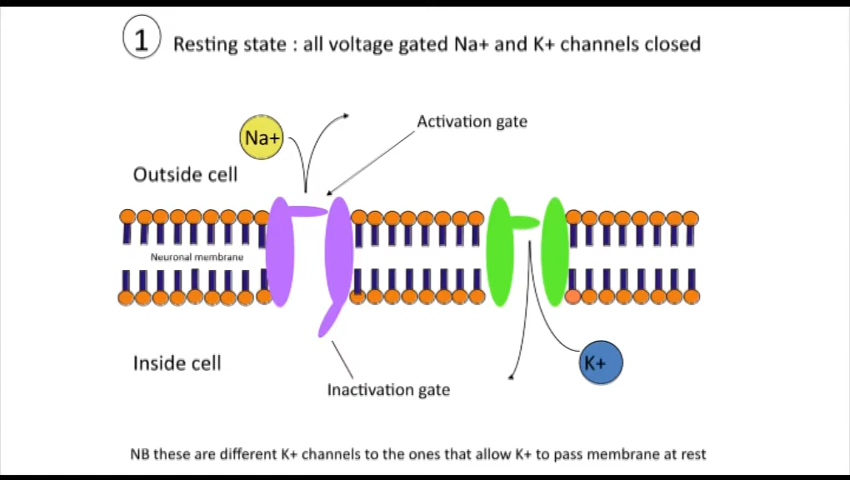 1
Resting state : all voltage gated Na+ and K+ channels closed
Activation gate
Na+
Outside cell
Neuronal membrane
Inside cell
K+
Inactivation gate
NB these are different K+ channels to the ones that allow K+ to pass membrane at rest